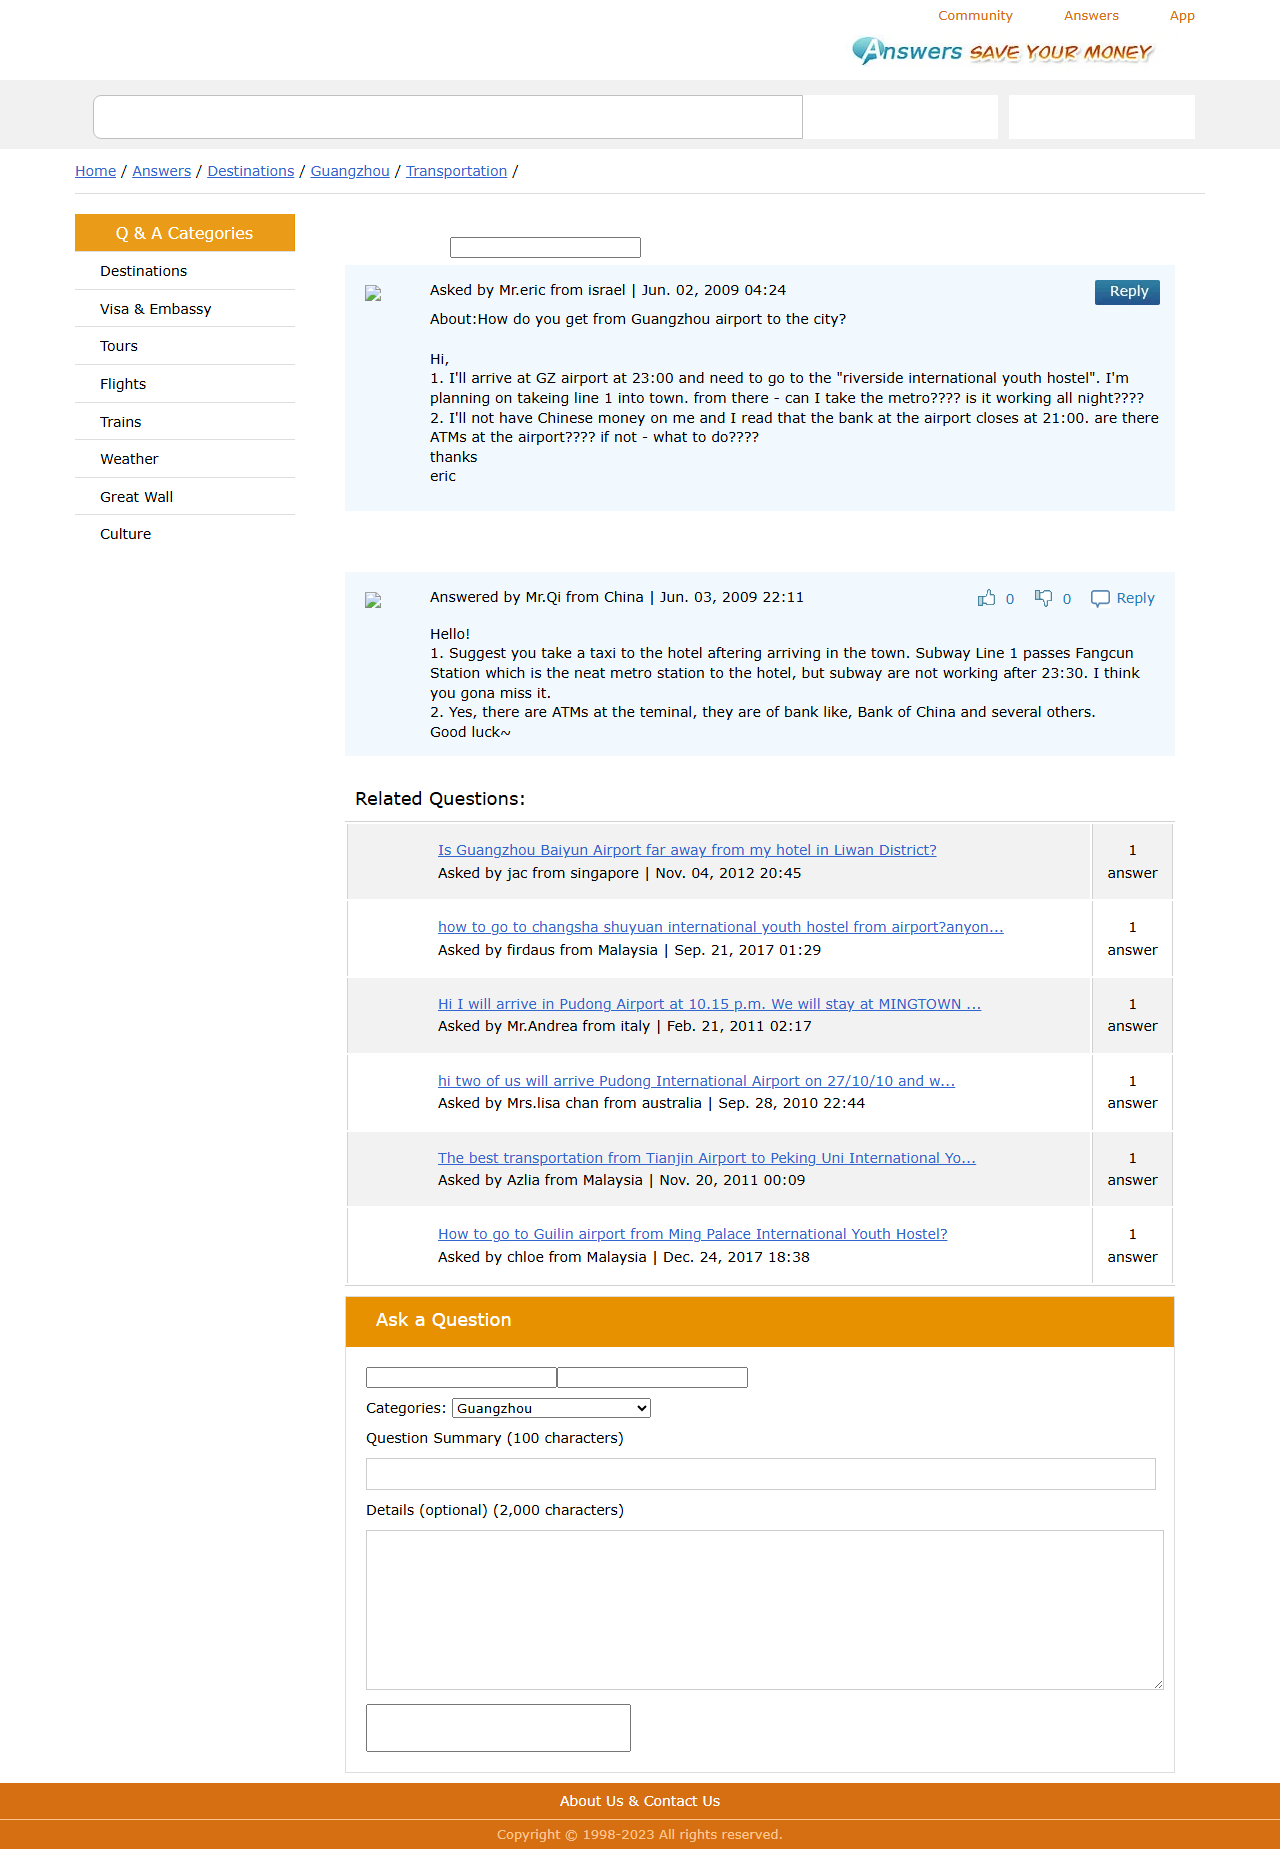 Community Answers App
Answers SAVE YOUR MONEY
Home / Answers / Destinations / Guangzhou / Transportation /
Q & A Categories
Destinations
Visa & Embassy
Tours
Flights
Trains
Weather
Great Wall
Culture
Asked by Mr.eric from israel | Jun. 02, 2009 04:24
Reply
About:How do you get from Guangzhou airport to the city?
Hi,
1. I'll arrive at GZ airport at 23:00 and need to go to the "riverside international youth hostel". I'm
planning on takeing line 1 into town. from there - can I take the metro???? is it working all night????
2. I'll not have Chinese money on me and I read that the bank at the airport closes at 21:00. are there
ATMs at the airport???? if not - what to do????
thanks
eric
Answered by Mr.Qi from China | Jun. 03, 2009 22:11
0 0 Reply
Hello!
1. Suggest you take a taxi to the hotel aftering arriving in the town. Subway Line 1 passes Fangcun
Station which is the neat metro station to the hotel, but subway are not working after 23:30. I think
you gona miss it.
2. Yes, there are ATMs at the teminal, they are of bank like, Bank of China and several others.
Good luck~
Related Questions:
Is Guangzhou Baiyun Airport far away from my hotel in Liwan District?
Asked by jac from singapore | Nov. 04, 2012 20:45
1
answer
how to go to changsha shuyuan international youth hostel from airport?anyon...
Asked by firdaus from Malaysia | Sep. 21, 2017 01:29
1
answer
Hi I will arrive in Pudong Airport at 10.15 p.m. We will stay at MINGTOWN ...
Asked by Mr.Andrea from italy | Feb. 21, 2011 02:17
1
answer
hi two of us will arrive Pudong International Airport on 27/10/10 and w...
Asked by Mrs.lisa chan from australia | Sep. 28, 2010 22:44
1
answer
The best transportation from Tianjin Airport to Peking Uni International Yo...
Asked by Azlia from Malaysia | Nov. 20, 2011 00:09
1
answer
How to go to Guilin airport from Ming Palace International Youth Hostel?
Asked by chloe from Malaysia | Dec. 24, 2017 18:38
1
answer
Ask a Question
Categories: Guangzhou
Question Summary (100 characters)
Details (optional) (2,000 characters)
About Us & Contact Us
Copyright © 1998-2023 All rights reserved.